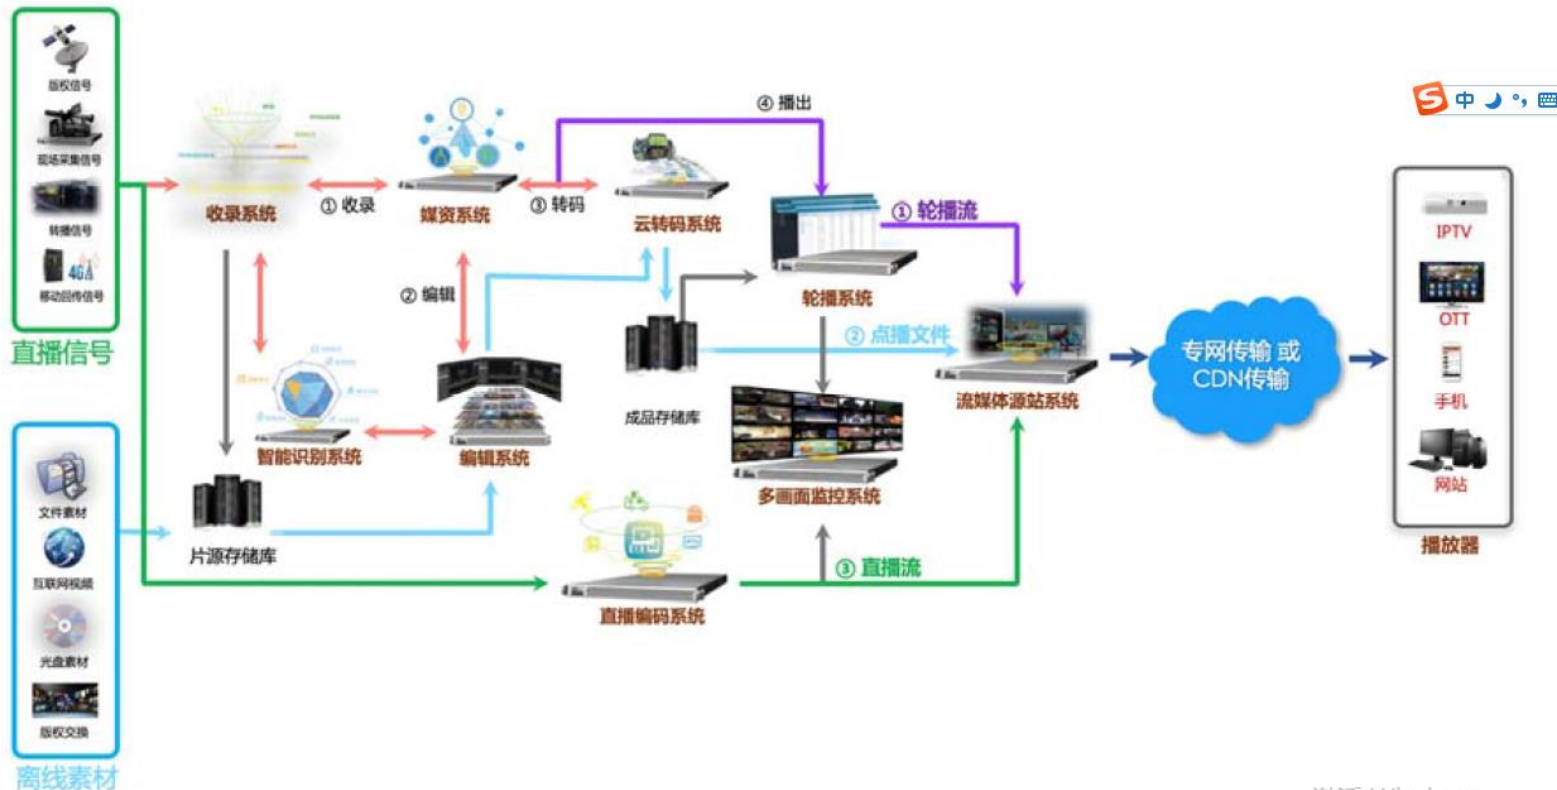 版权信号
现场采集信号
转播信号
4G
移动回传信号
直播信号
文件素材
互联网视频
光盘素材
版权交换
离线素材
收录系统
① 收录
媒资系统
③ 转码
云转码系统
④ 播出
② 编辑
智能识别系统
编辑系统
片源存储库
成品存储库
轮播系统
① 轮播流
② 点播文件
流媒体源站系统
多画面监控系统
③ 直播流
直播编码系统
专网传输 或
CDN传输
中
IPTV
OTT
手机
网站
播放器